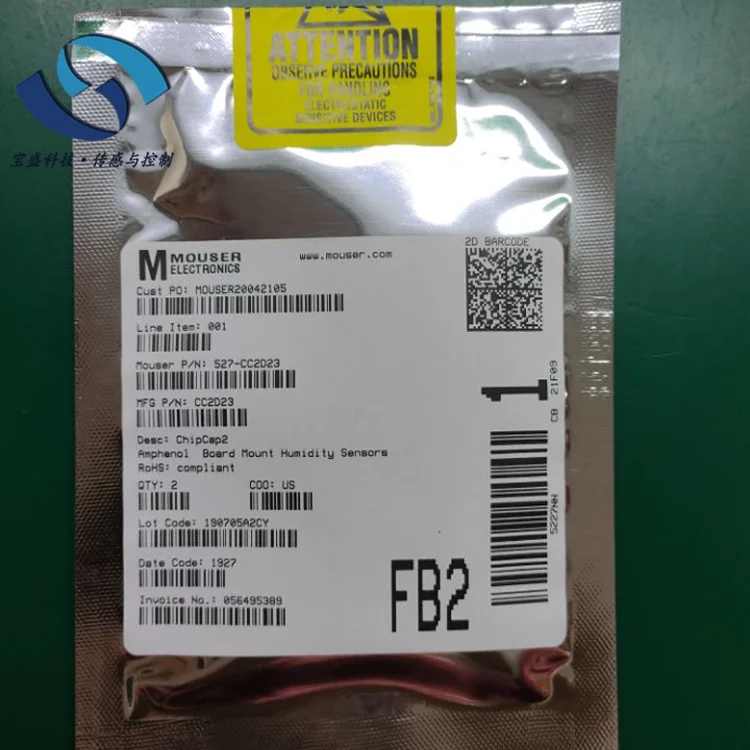 ATTENTION
OBSERVE PRECAUTIONS
FOR HANDLING
ELECTROSTATIC
SENSITIVE DEVICES
宝盛科技·传感与控制
M MOUSER
ELECTRONICS
www.mouser.com
2D BARCODE
Cust PO: MOUSER20042105
Line Item: 001
Mouser P/N: 527-CC2D23
MFG P/N: CC2D23
Desc: ChipCap2
Amphenol Board Mount Humidity Sensors
RoHS: compliant
QTY: 2 COO: US
Lot Code: 190705A2CY
Date Code: 1927
Invoice No.: 056495389
FB2
1
CB 21F09
5227NN